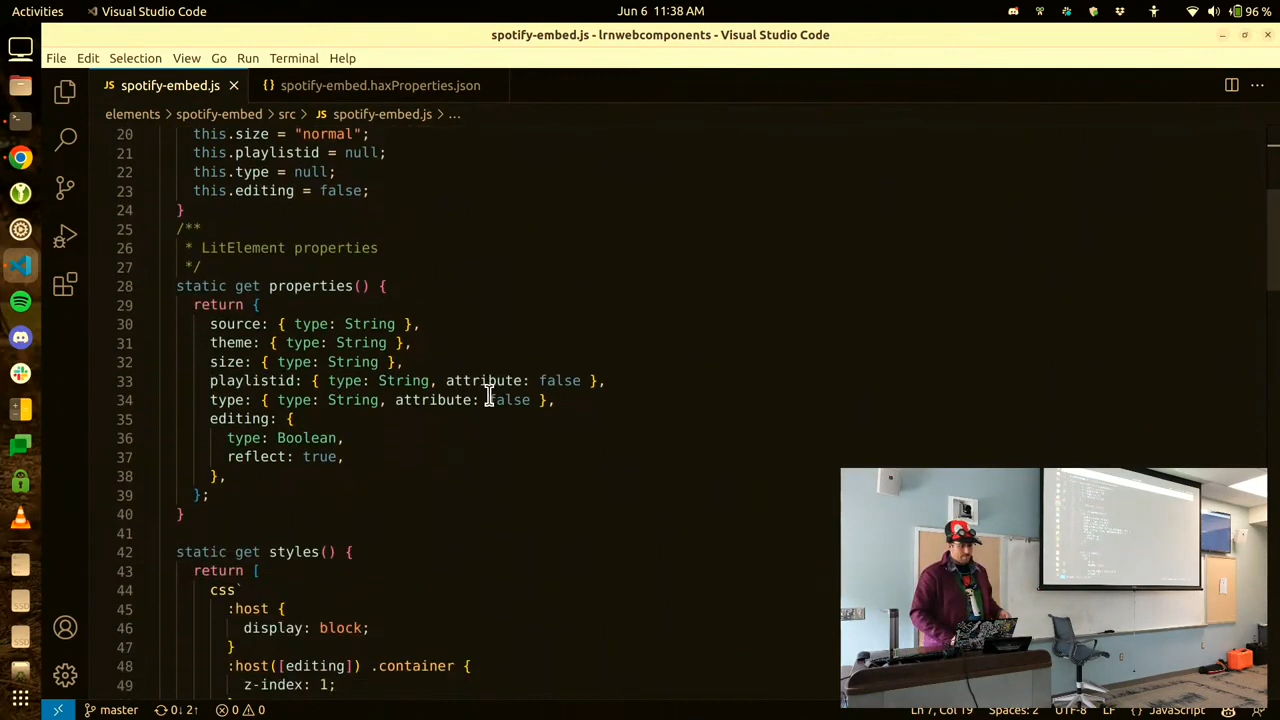 Activities
Visual Studio Code
Jun 6 11:38 AM
96 %
spotify-embed.js - lrnwebcomponents - Visual Studio Code
File Edit Selection View Go Run Terminal Help
JS spotify-embed.js
{} spotify-embed.haxProperties.json
elements > spotify-embed > src > JS spotify-embed.js > ...
20 this.size = "normal";
21 this.playlistid = null;
22 this.type = null;
23 this.editing = false;
24 }
25 /**
26 * LitElement properties
27 */
28 static get properties() {
29 return {
30 source: { type: String },
31 theme: { type: String },
32 size: { type: String },
33 playlistid: { type: String, attribute: false },
34 type: { type: String, attribute: false },
35 editing: {
36 type: Boolean,
37 reflect: true,
38 },
39 };
40 }
41
42 static get styles() {
43 return [
44 css`
45 :host {
46 display: block;
47 }
48 :host([editing]) .container {
49 z-index: 1;
master 0↓ 2↑ 0 0
Ln 7, Col 19 Spaces: 2 UTF-8 LF {} JavaScript